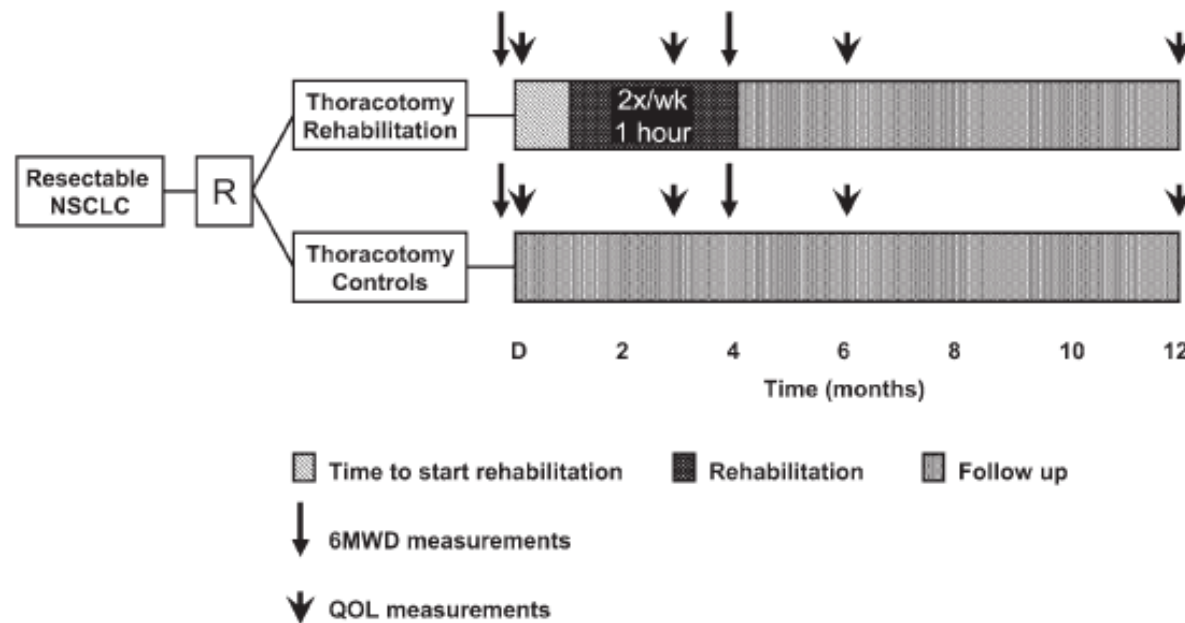 Thoracotomy
Rehabilitation
2x/wk
1 hour
Resectable
NSCLC
R
Thoracotomy
Controls
D 2 4 6 8 10 12
Time (months)
Time to start rehabilitation Rehabilitation Follow up
6MWD measurements
QOL measurements